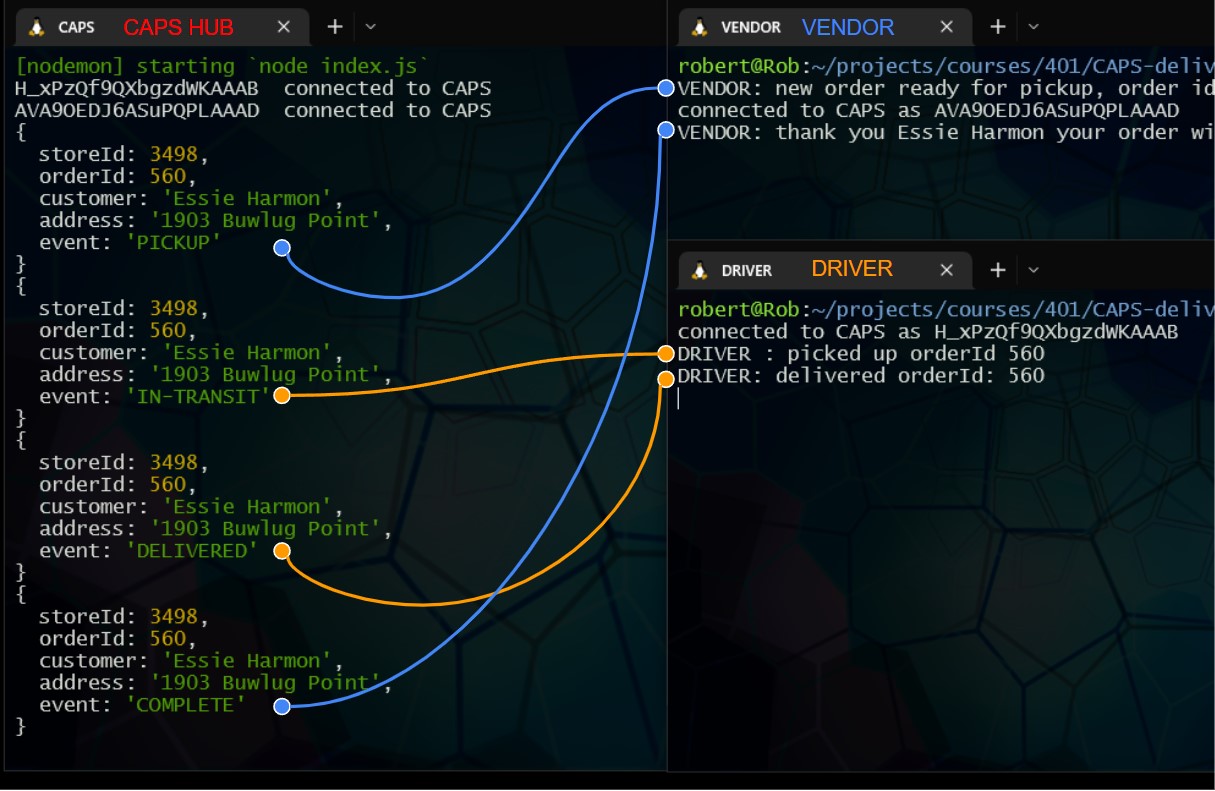 CAPS CAPS HUB
[nodemon] starting `node index.js`
H_xPzQf9QXbgzdWKAAAB  connected to CAPS
AVA9OEDJ6ASuPQPLAAAD  connected to CAPS
{
  storeId: 3498,
  orderId: 560,
  customer: 'Essie Harmon',
  address: '1903 Buwlug Point',
  event: 'PICKUP'
}
{
  storeId: 3498,
  orderId: 560,
  customer: 'Essie Harmon',
  address: '1903 Buwlug Point',
  event: 'IN-TRANSIT'
}
{
  storeId: 3498,
  orderId: 560,
  customer: 'Essie Harmon',
  address: '1903 Buwlug Point',
  event: 'DELIVERED'
}
{
  storeId: 3498,
  orderId: 560,
  customer: 'Essie Harmon',
  address: '1903 Buwlug Point',
  event: 'COMPLETE'
}
VENDOR VENDOR
robert@Rob:~/projects/courses/401/CAPS-deliv
VENDOR: new order ready for pickup, order id
connected to CAPS as AVA9OEDJ6ASuPQPLAAAD
VENDOR: thank you Essie Harmon your order wi
DRIVER DRIVER
robert@Rob:~/projects/courses/401/CAPS-deliv
connected to CAPS as H_xPzQf9QXbgzdWKAAAB
DRIVER : picked up orderId 560
DRIVER: delivered orderId: 560